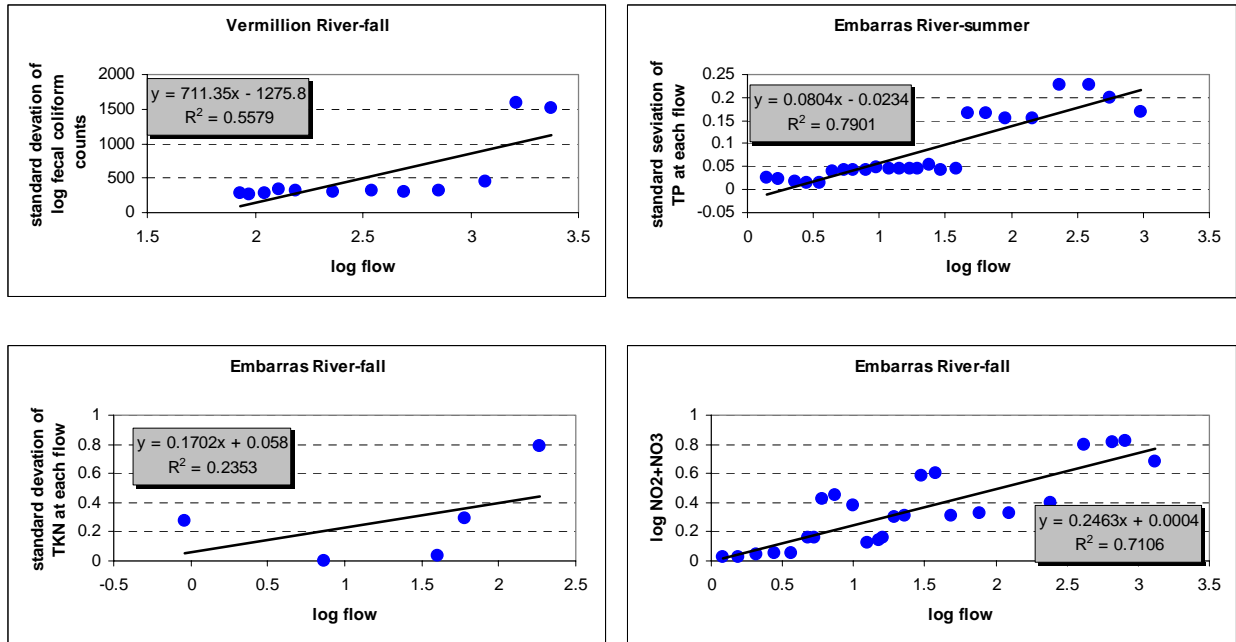 Vermillion River-fall
standard devation of
log fecal coliform
counts
2000
1500
1000
500
0
y = 711.35x - 1275.8
R² = 0.5579
1.5 2 2.5 3 3.5
log flow
Embarras River-summer
standard seviation of
TP at each flow
0.25
0.2
0.15
0.1
0.05
0
-0.05
y = 0.0804x - 0.0234
R² = 0.7901
0 0.5 1 1.5 2 2.5 3 3.5
log flow
Embarras River-fall
standard devation of
TKN at each flow
1
0.8
0.6
0.4
0.2
0
y = 0.1702x + 0.058
R² = 0.2353
-0.5 0 0.5 1 1.5 2 2.5
log flow
Embarras River-fall
log NO2+NO3
1
0.8
0.6
0.4
0.2
0
y = 0.2463x + 0.0004
R² = 0.7106
0 0.5 1 1.5 2 2.5 3 3.5
log flow